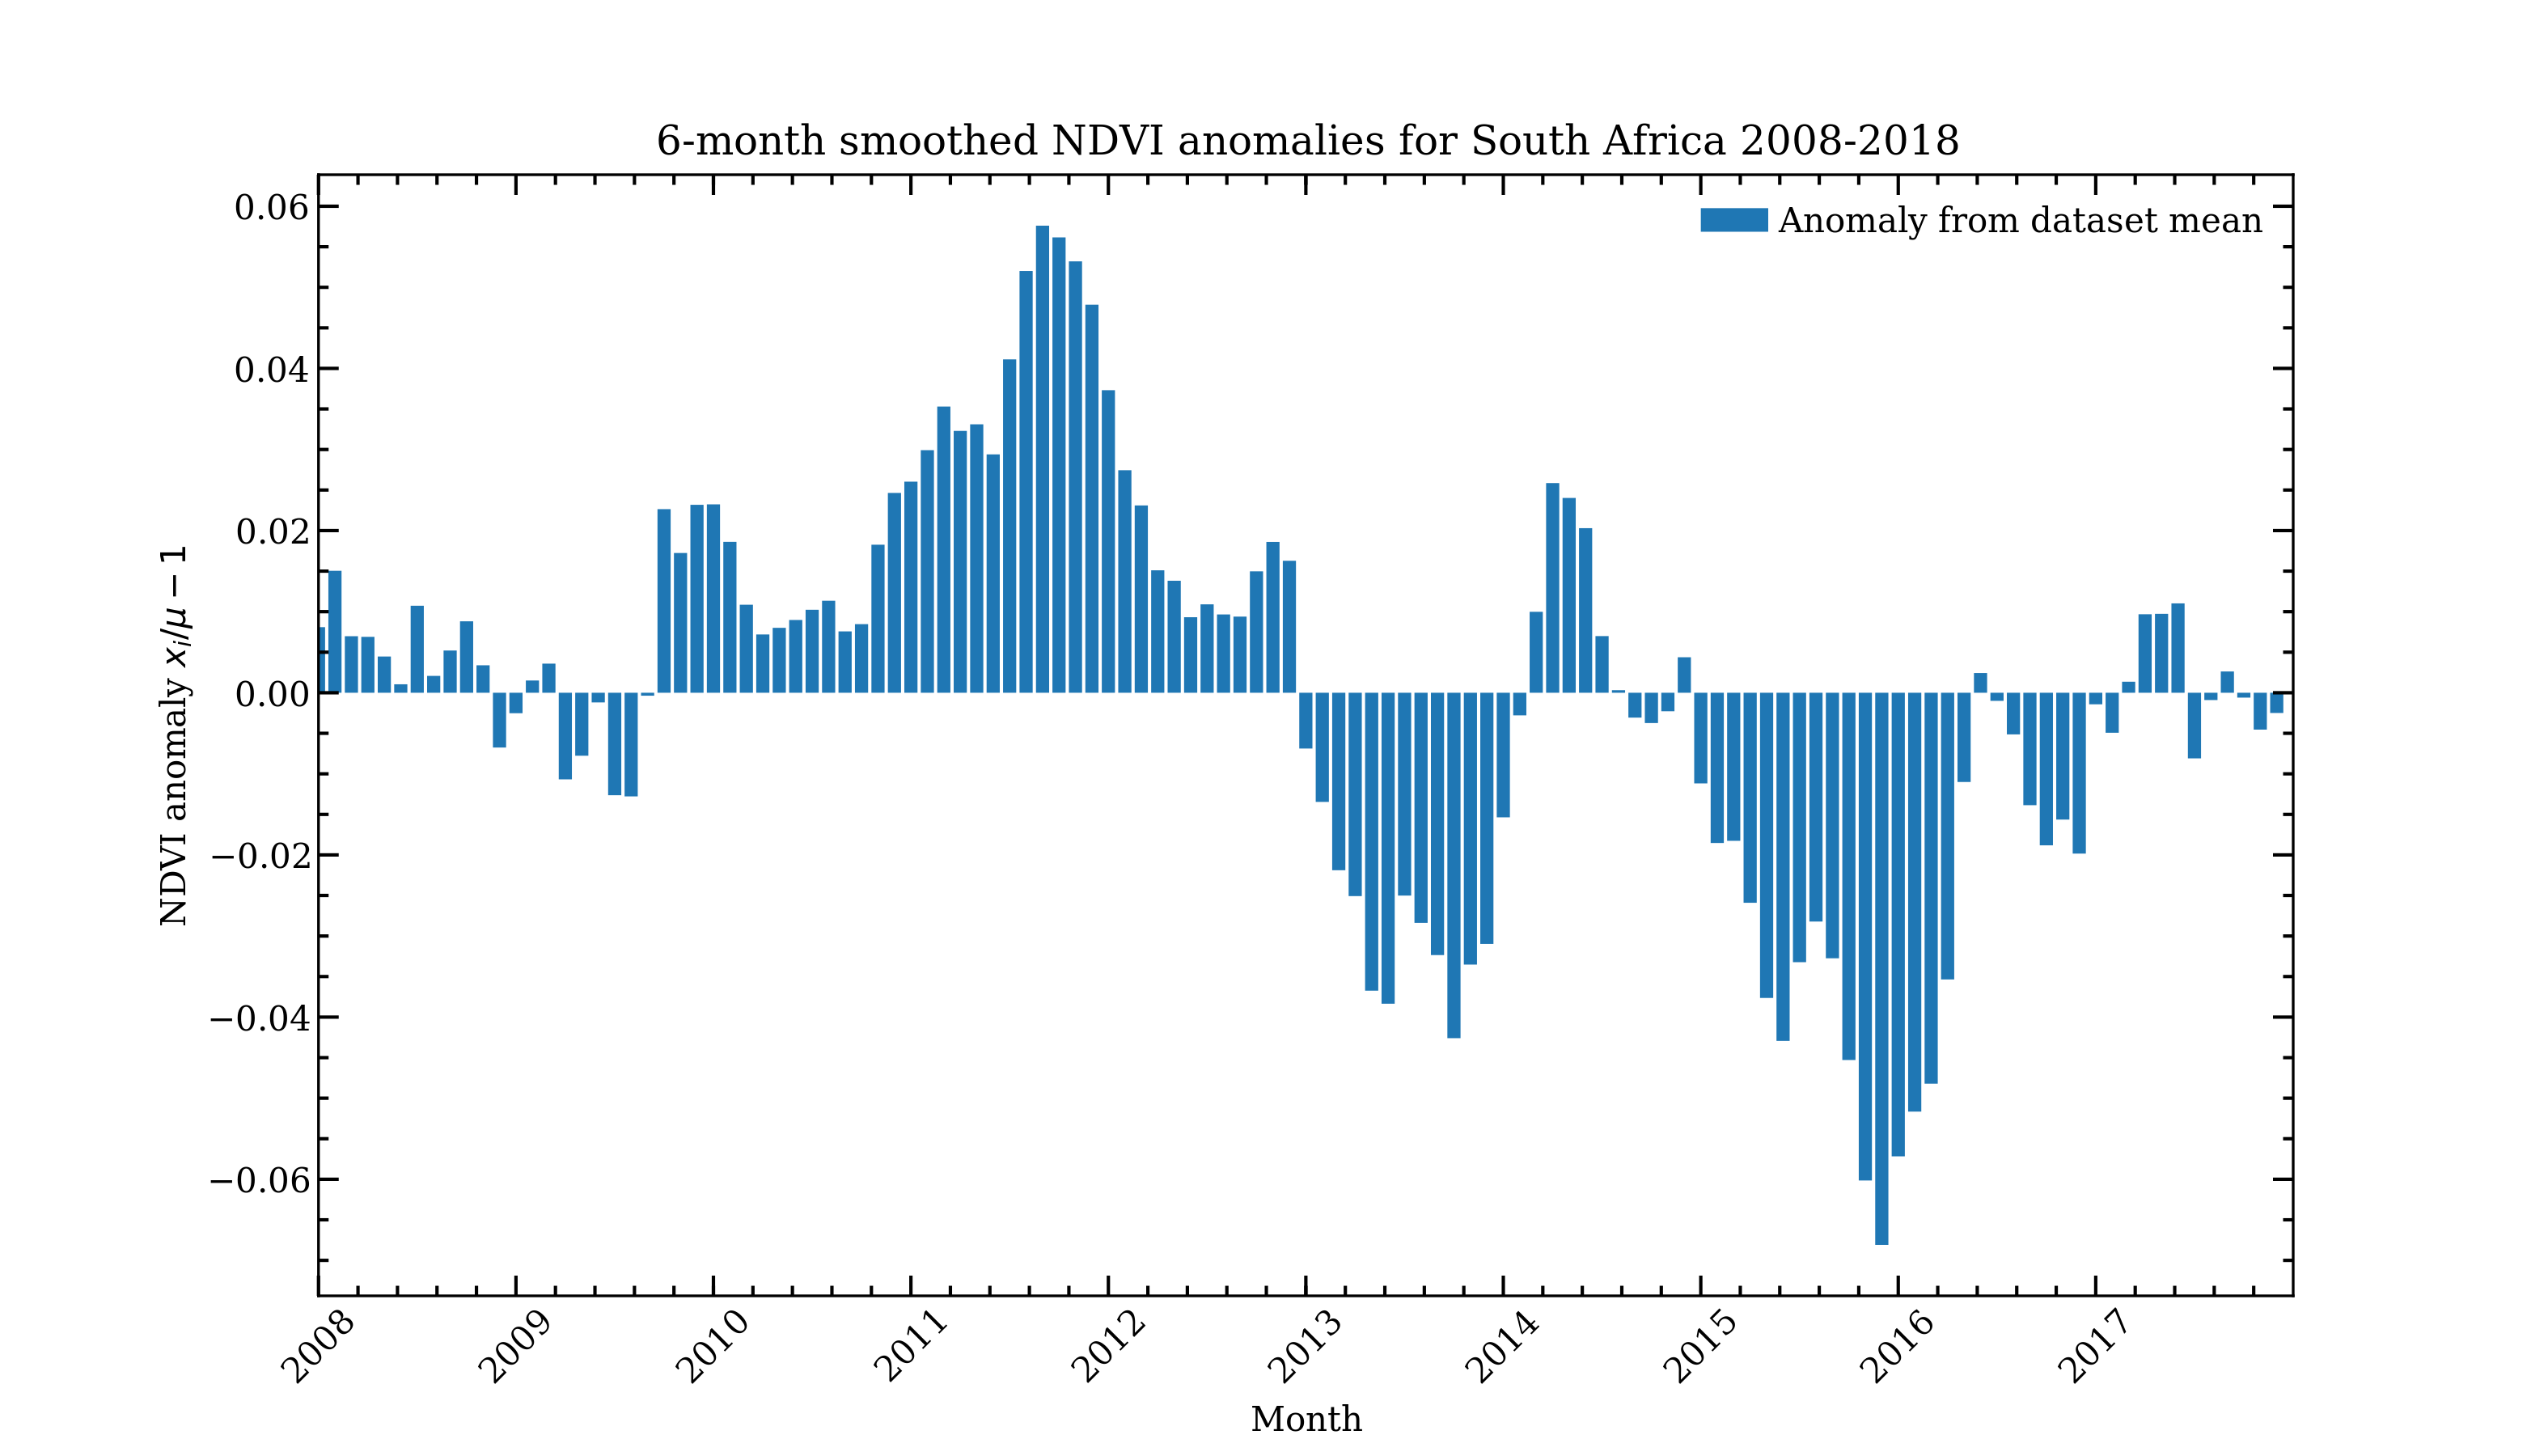 6-month smoothed NDVI anomalies for South Africa 2008-2018
Anomaly from dataset mean
NDVI anomaly xᵢ/μ − 1
0.06
0.04
0.02
0.00
−0.02
−0.04
−0.06
2008 2009 2010 2011 2012 2013 2014 2015 2016 2017
Month